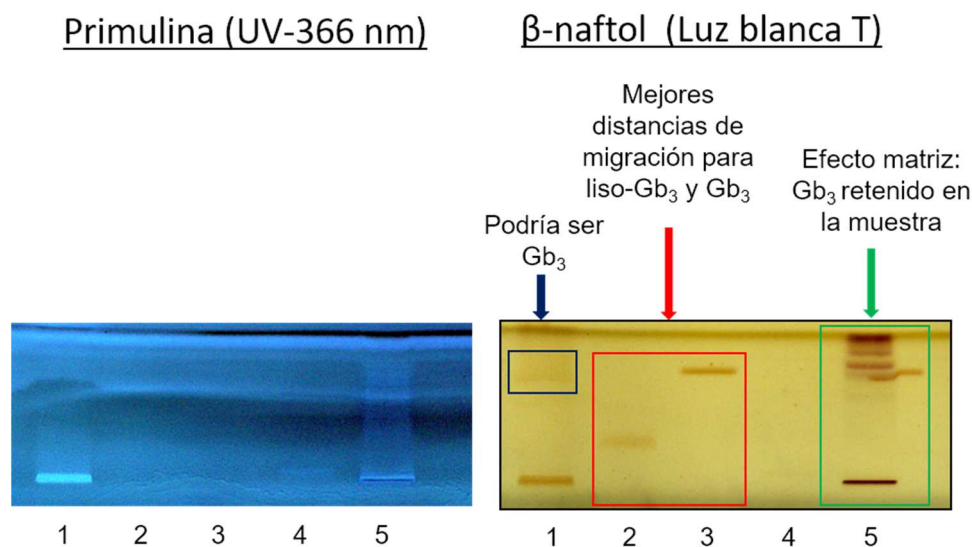 Primulina (UV-366 nm)
β-naftol (Luz blanca T)
Mejores
distancias de
migración para
liso-Gb₃ y Gb₃
Efecto matriz:
Gb₃ retenido en
la muestra
Podría ser
Gb₃
1 2 3 4 5
1 2 3 4 5